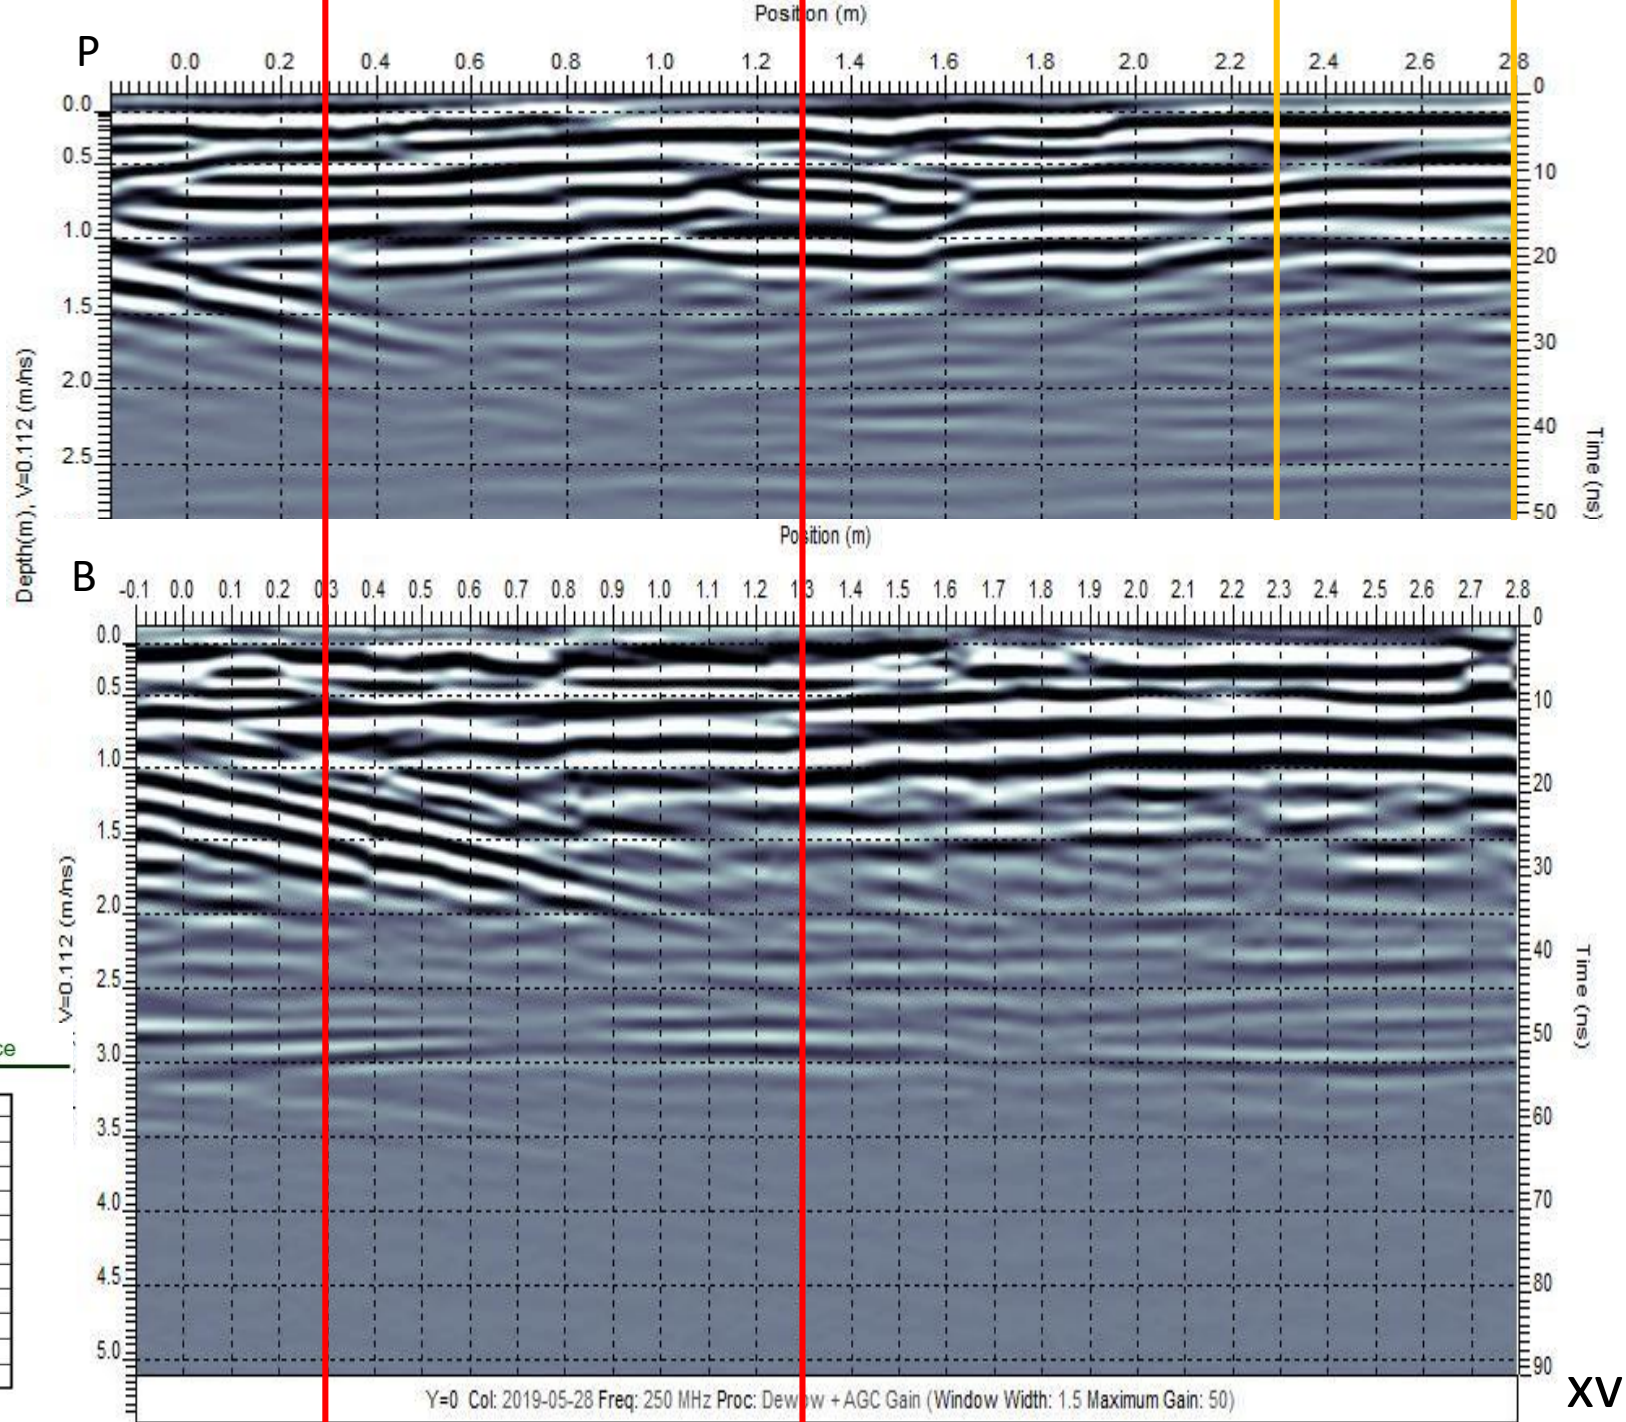 Position (m)
P
0.0 0.2 0.4 0.6 0.8 1.0 1.2 1.4 1.6 1.8 2.0 2.2 2.4 2.6 2.8
0.0
0.5
1.0
1.5
2.0
2.5
Depth(m), V=0.112 (m/ns)
0
10
20
30
40
50
Time (ns)
Position (m)
B
-0.1 0.0 0.1 0.2 0.3 0.4 0.5 0.6 0.7 0.8 0.9 1.0 1.1 1.2 1.3 1.4 1.5 1.6 1.7 1.8 1.9 2.0 2.1 2.2 2.3 2.4 2.5 2.6 2.7 2.8
0.0
0.5
1.0
1.5
2.0
2.5
3.0
3.5
4.0
4.5
5.0
V=0.112 (m/ns)
0
10
20
30
40
50
60
70
80
90
Time (ns)
ce
Y=0 Col: 2019-05-28 Freq: 250 MHz Proc: Dewow +AGC Gain (Window Width: 1.5 Maximum Gain: 50)
XV